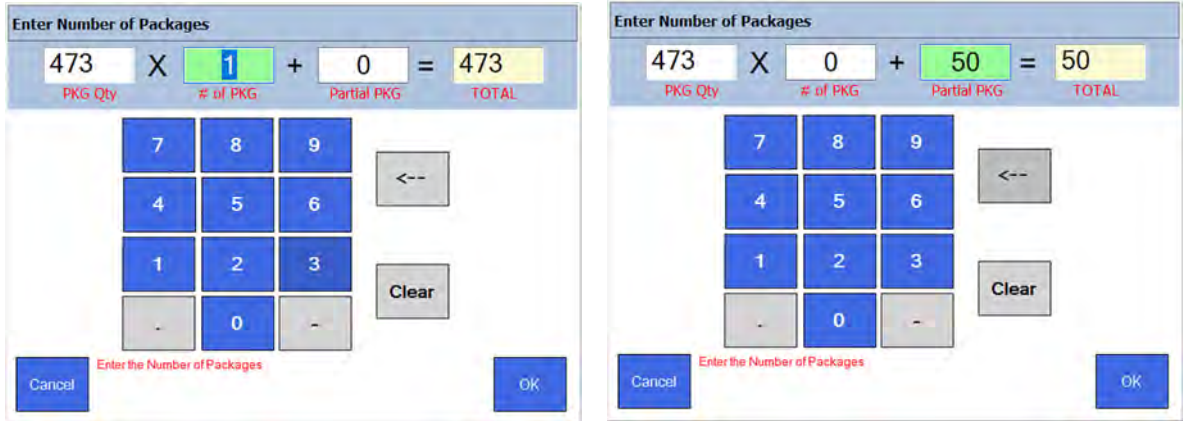 Enter Number of Packages
473 X 1 + 0 = 473
PKG Qty # of PKG Partial PKG TOTAL
7 8 9
<--
4 5 6
1 2 3
Clear
. 0 -
Enter the Number of Packages
Cancel OK
Enter Number of Packages
473 X 0 + 50 = 50
PKG Qty # of PKG Partial PKG TOTAL
7 8 9
<--
4 5 6
1 2 3
Clear
. 0 -
Enter the Number of Packages
Cancel OK